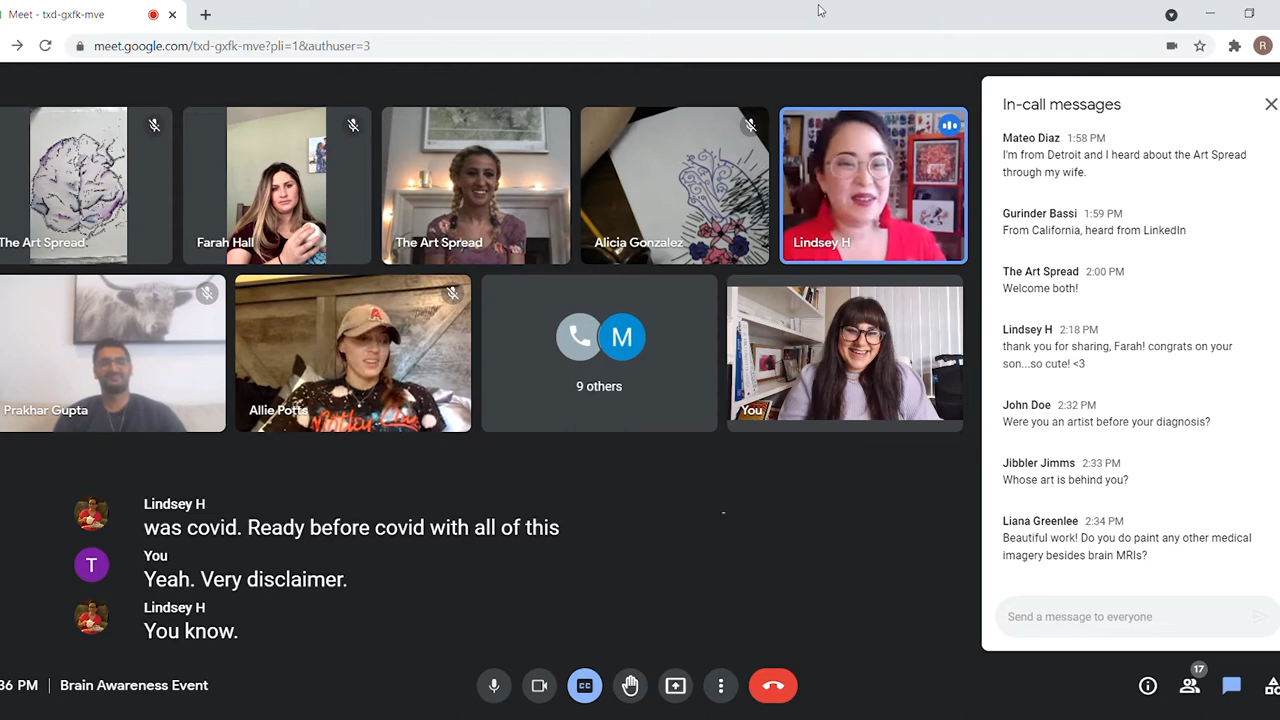 Meet - txd-gxfk-mve
meet.google.com/txd-gxfk-mve?pli=1&authuser=3
R
The Art Spread
Farah Hall
The Art Spread
Alicia Gonzalez
Lindsey H
Prakhar Gupta
A
Allie Potts
M
9 others
You
Lindsey H
was covid. Ready before covid with all of this
T
You
Yeah. Very disclaimer.
Lindsey H
You know.
In-call messages
Mateo Diaz 1:58 PM
I'm from Detroit and I heard about the Art Spread
through my wife.
Gurinder Bassi 1:59 PM
From California, heard from LinkedIn
The Art Spread 2:00 PM
Welcome both!
Lindsey H 2:18 PM
thank you for sharing, Farah! congrats on your
son...so cute! <3
John Doe 2:32 PM
Were you an artist before your diagnosis?
Jibbler Jimms 2:33 PM
Whose art is behind you?
Liana Greenlee 2:34 PM
Beautiful work! Do you do paint any other medical
imagery besides brain MRIs?
Send a message to everyone
36 PM | Brain Awareness Event
CC
17